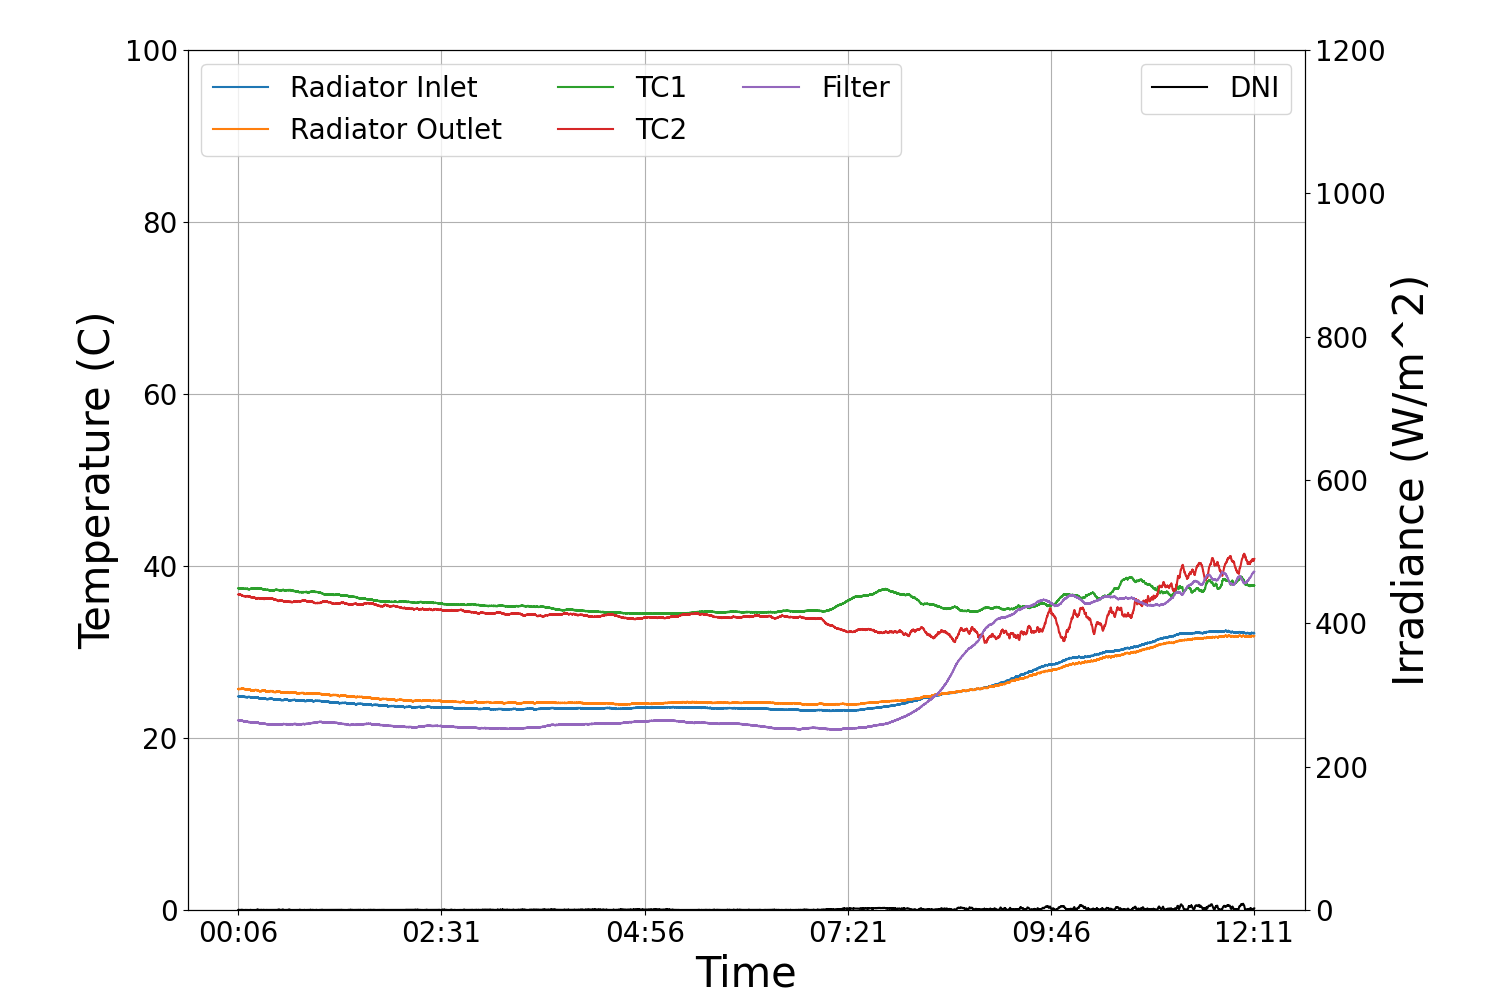 Radiator Inlet
Radiator Outlet
TC1
TC2
Filter
DNI
Temperature (C)
100
80
60
40
20
0
1200
1000
800
600
400
200
0
Irradiance (W/m^2)
00:06 02:31 04:56 07:21 09:46 12:11
Time